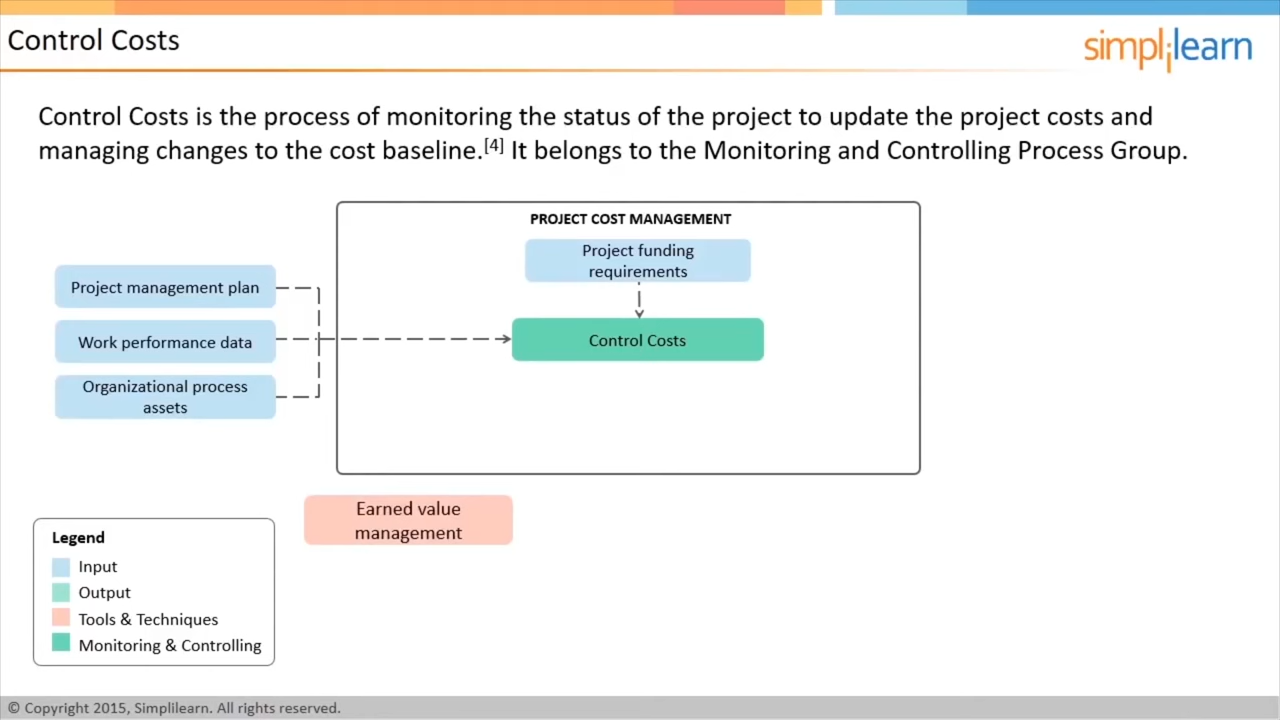 Control Costs
simplilearn
Control Costs is the process of monitoring the status of the project to update the project costs and
managing changes to the cost baseline.[4] It belongs to the Monitoring and Controlling Process Group.
PROJECT COST MANAGEMENT
Project funding
requirements
Project management plan
Work performance data
Control Costs
Organizational process
assets
Earned value
management
Legend
Input
Output
Tools & Techniques
Monitoring & Controlling
© Copyright 2015, Simplilearn. All rights reserved.